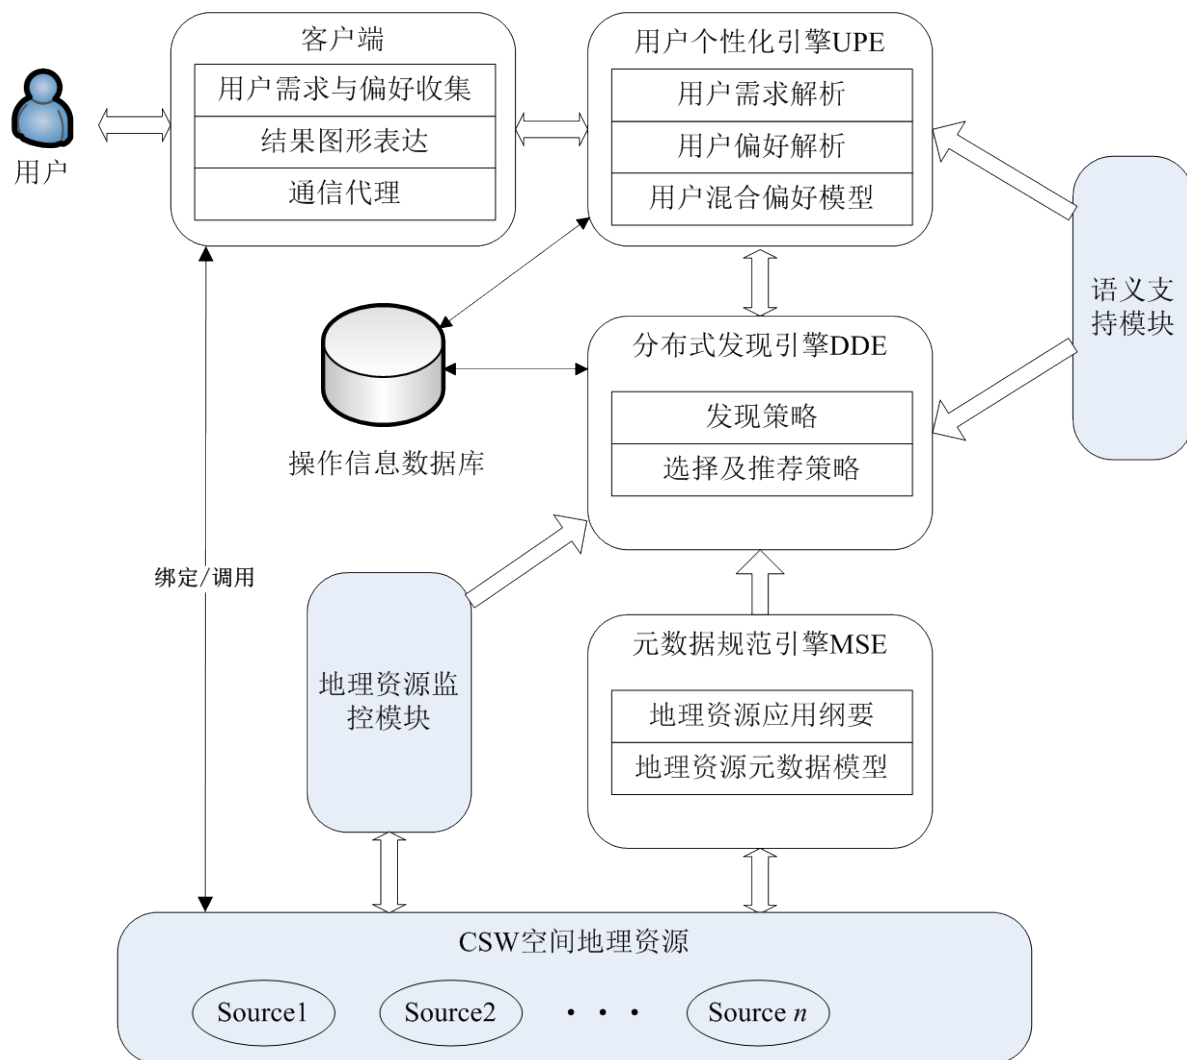 客户端
用户需求与偏好收集
结果图形表达
通信代理
用户
用户个性化引擎UPE
用户需求解析
用户偏好解析
用户混合偏好模型
语义支
持模块
分布式发现引擎DDE
发现策略
选择及推荐策略
操作信息数据库
绑定/调用
地理资源监
控模块
元数据规范引擎MSE
地理资源应用纲要
地理资源元数据模型
CSW空间地理资源
Source1
Source2
· · ·
Source n